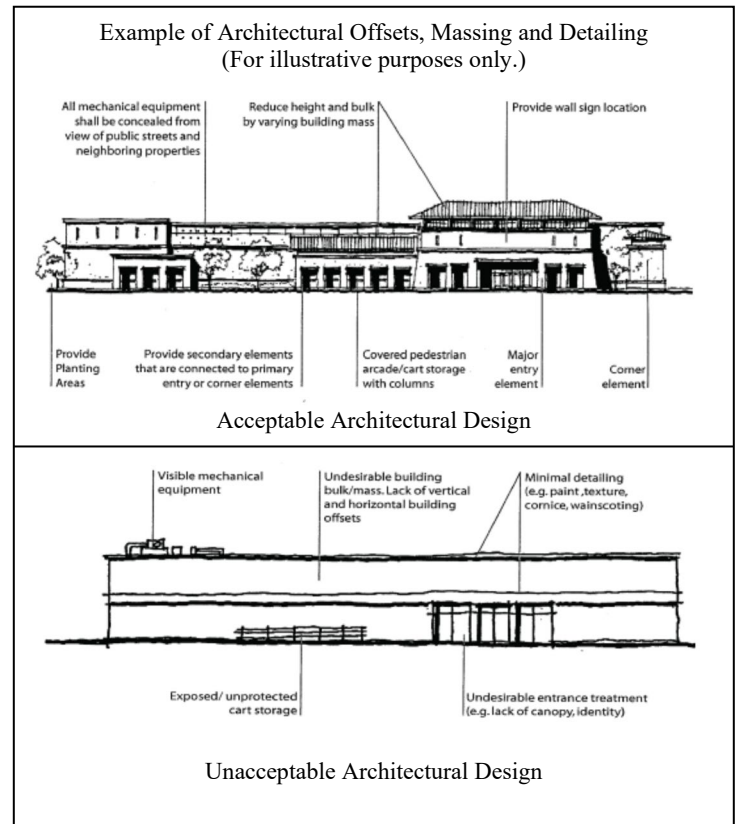 Example of Architectural Offsets, Massing and Detailing
(For illustrative purposes only.)
All mechanical equipment
shall be concealed from
view of public streets and
neighboring properties
Reduce height and bulk
by varying building mass
Provide wall sign location
Provide
Planting
Areas
Provide secondary elements
that are connected to primary
entry or corner elements
Covered pedestrian
arcade/cart storage
with columns
Major
entry
element
Corner
element
Acceptable Architectural Design
Visible mechanical
equipment
Undesirable building
bulk/mass. Lack of vertical
and horizontal building
offsets
Minimal detailing
(e.g. paint ,texture,
cornice, wainscoting)
Exposed/ unprotected
cart storage
Undesirable entrance treatment
(e.g. lack of canopy, identity)
Unacceptable Architectural Design